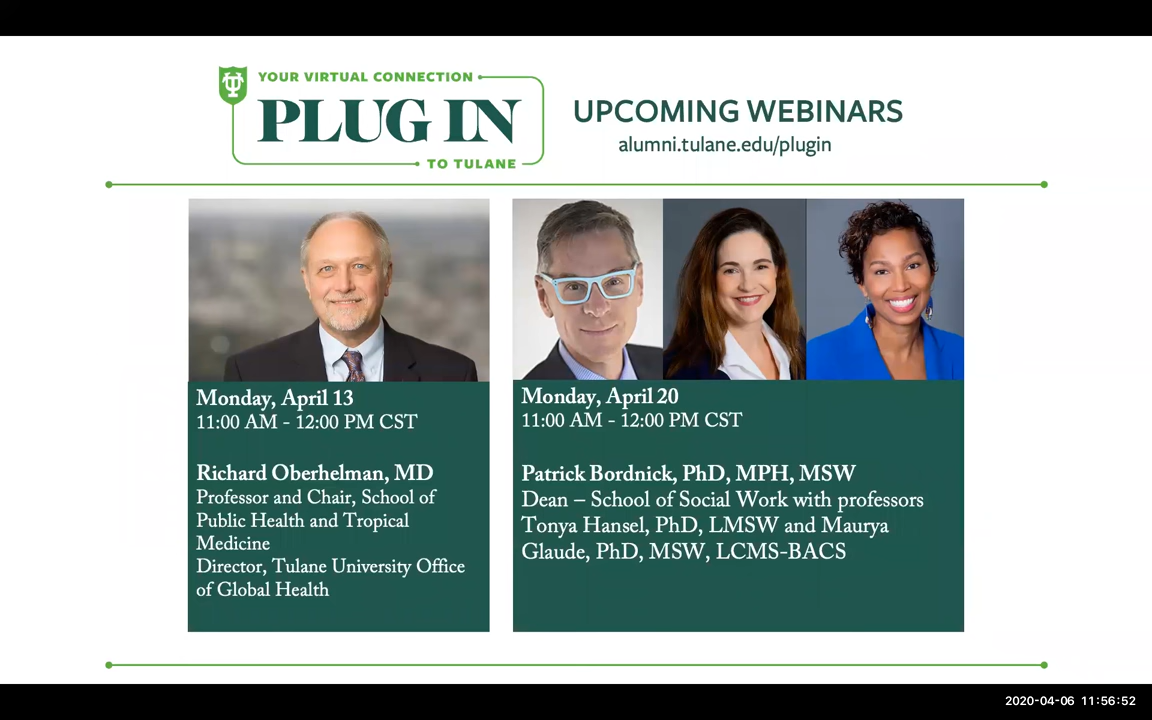 YOUR VIRTUAL CONNECTION
PLUG IN
TO TULANE
UPCOMING WEBINARS
alumni.tulane.edu/plugin
Monday, April 13
11:00 AM - 12:00 PM CST
Richard Oberhelman, MD
Professor and Chair, School of
Public Health and Tropical
Medicine
Director, Tulane University Office
of Global Health
Monday, April 20
11:00 AM - 12:00 PM CST
Patrick Bordnick, PhD, MPH, MSW
Dean – School of Social Work with professors
Tonya Hansel, PhD, LMSW and Maurya
Glaude, PhD, MSW, LCMS-BACS
2020-04-06 11:56:52